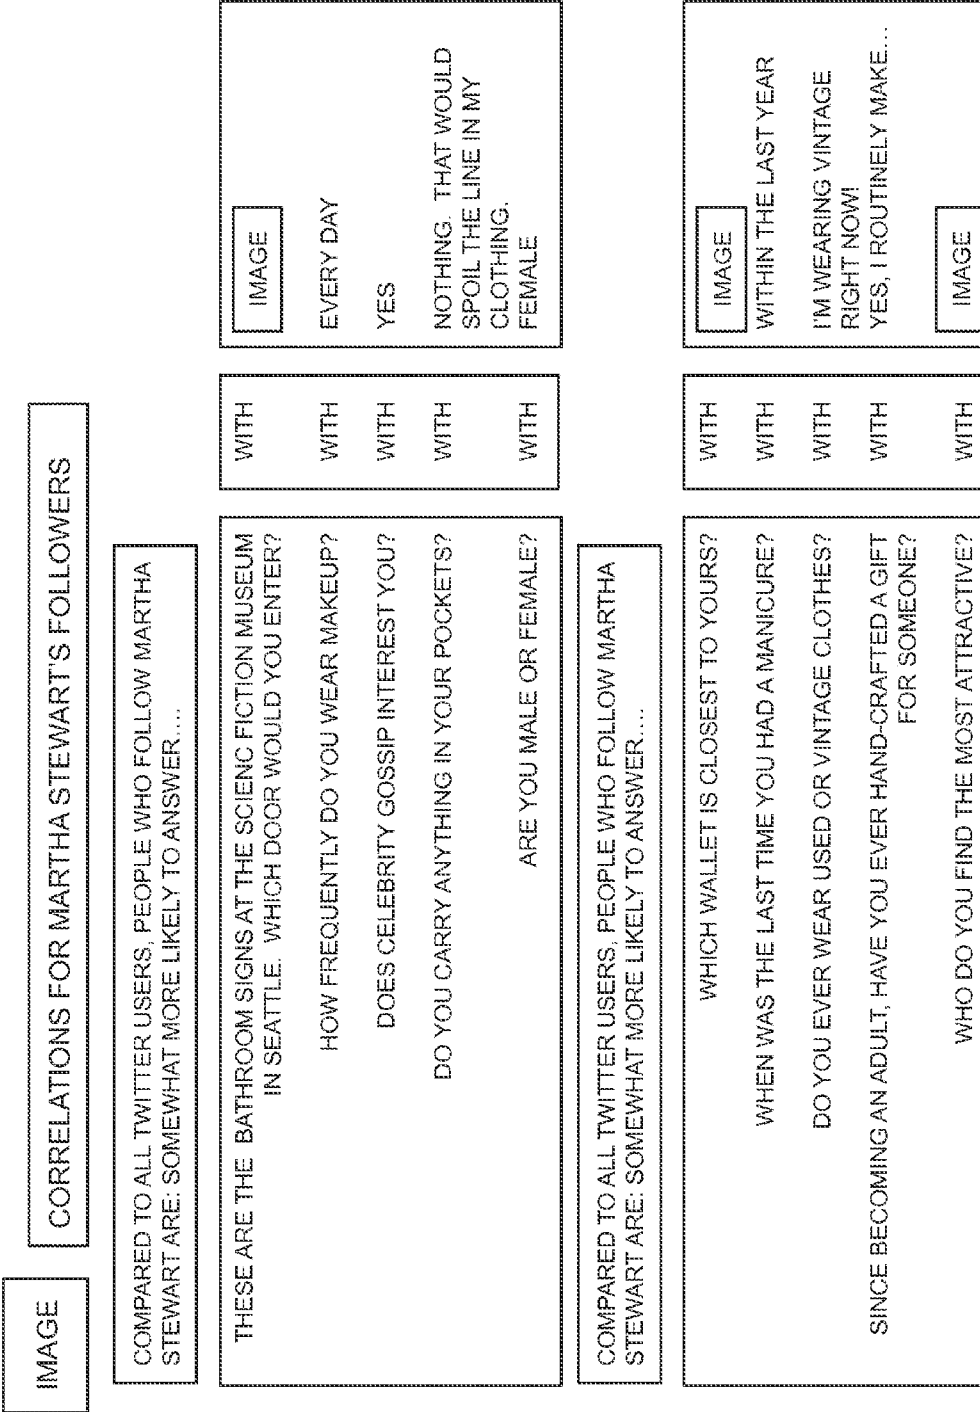 IMAGE
CORRELATIONS FOR MARTHA STEWART'S FOLLOWERS
COMPARED TO ALL TWITTER USERS, PEOPLE WHO FOLLOW MARTHA
STEWART ARE: SOMEWHAT MORE LIKELY TO ANSWER....
THESE ARE THE BATHROOM SIGNS AT THE SCIENC FICTION MUSEUM
IN SEATTLE. WHICH DOOR WOULD YOU ENTER?
WITH
IMAGE
HOW FREQUENTLY DO YOU WEAR MAKEUP?
WITH
EVERY DAY
DOES CELEBRITY GOSSIP INTEREST YOU?
WITH
YES
DO YOU CARRY ANYTHING IN YOUR POCKETS?
WITH
NOTHING. THAT WOULD
SPOIL THE LINE IN MY
CLOTHING.
ARE YOU MALE OR FEMALE?
WITH
FEMALE
COMPARED TO ALL TWITTER USERS, PEOPLE WHO FOLLOW MARTHA
STEWART ARE: SOMEWHAT MORE LIKELY TO ANSWER....
WHICH WALLET IS CLOSEST TO YOURS?
WITH
IMAGE
WHEN WAS THE LAST TIME YOU HAD A MANICURE?
WITH
WITHIN THE LAST YEAR
DO YOU EVER WEAR USED OR VINTAGE CLOTHES?
WITH
I'M WEARING VINTAGE
RIGHT NOW!
SINCE BECOMING AN ADULT, HAVE YOU EVER HAND-CRAFTED A GIFT
FOR SOMEONE?
WITH
YES, I ROUTINELY MAKE...
WHO DO YOU FIND THE MOST ATTRACTIVE?
WITH
IMAGE